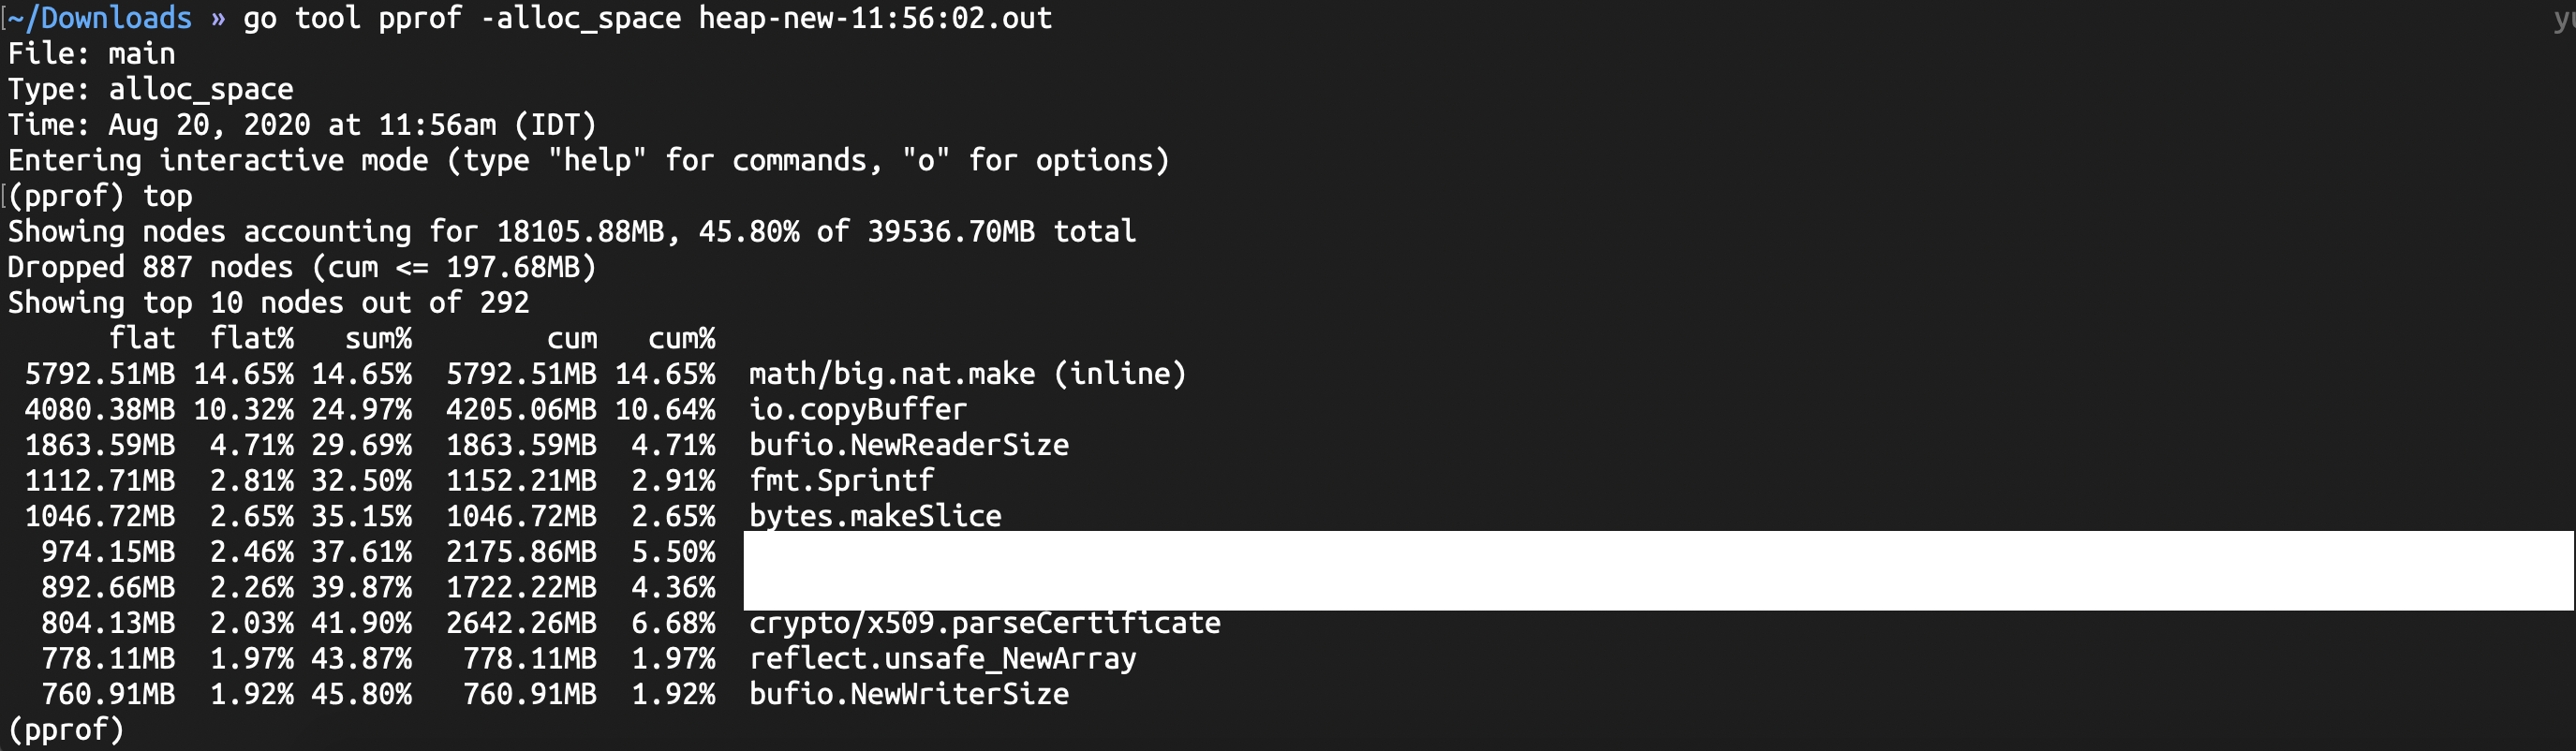 ~/Downloads » go tool pprof -alloc_space heap-new-11:56:02.out
File: main
Type: alloc_space
Time: Aug 20, 2020 at 11:56am (IDT)
Entering interactive mode (type "help" for commands, "o" for options)
(pprof) top
Showing nodes accounting for 18105.88MB, 45.80% of 39536.70MB total
Dropped 887 nodes (cum <= 197.68MB)
Showing top 10 nodes out of 292
flat flat% sum% cum cum%
5792.51MB 14.65% 14.65% 5792.51MB 14.65% math/big.nat.make (inline)
4080.38MB 10.32% 24.97% 4205.06MB 10.64% io.copyBuffer
1863.59MB 4.71% 29.69% 1863.59MB 4.71% bufio.NewReaderSize
1112.71MB 2.81% 32.50% 1152.21MB 2.91% fmt.Sprintf
1046.72MB 2.65% 35.15% 1046.72MB 2.65% bytes.makeSlice
974.15MB 2.46% 37.61% 2175.86MB 5.50%
892.66MB 2.26% 39.87% 1722.22MB 4.36%
804.13MB 2.03% 41.90% 2642.26MB 6.68% crypto/x509.parseCertificate
778.11MB 1.97% 43.87% 778.11MB 1.97% reflect.unsafe_NewArray
760.91MB 1.92% 45.80% 760.91MB 1.92% bufio.NewWriterSize
(pprof)